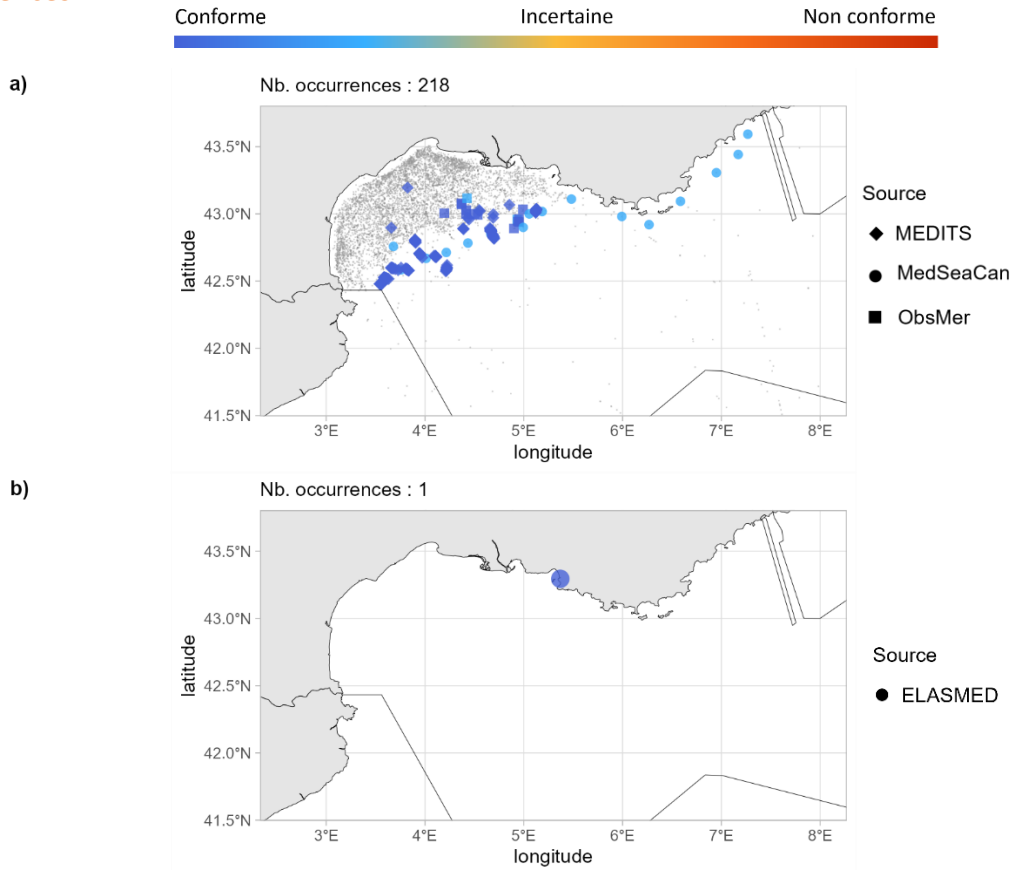 Conforme Incertaine Non conforme
a)
Nb. occurrences : 218
43.5°N
43.0°N
42.5°N
42.0°N
41.5°N
latitude
3°E 4°E 5°E 6°E 7°E 8°E
longitude
Source
MEDITS
MedSeaCan
ObsMer
b)
Nb. occurrences : 1
43.5°N
43.0°N
42.5°N
42.0°N
41.5°N
latitude
3°E 4°E 5°E 6°E 7°E 8°E
longitude
Source
ELASMED